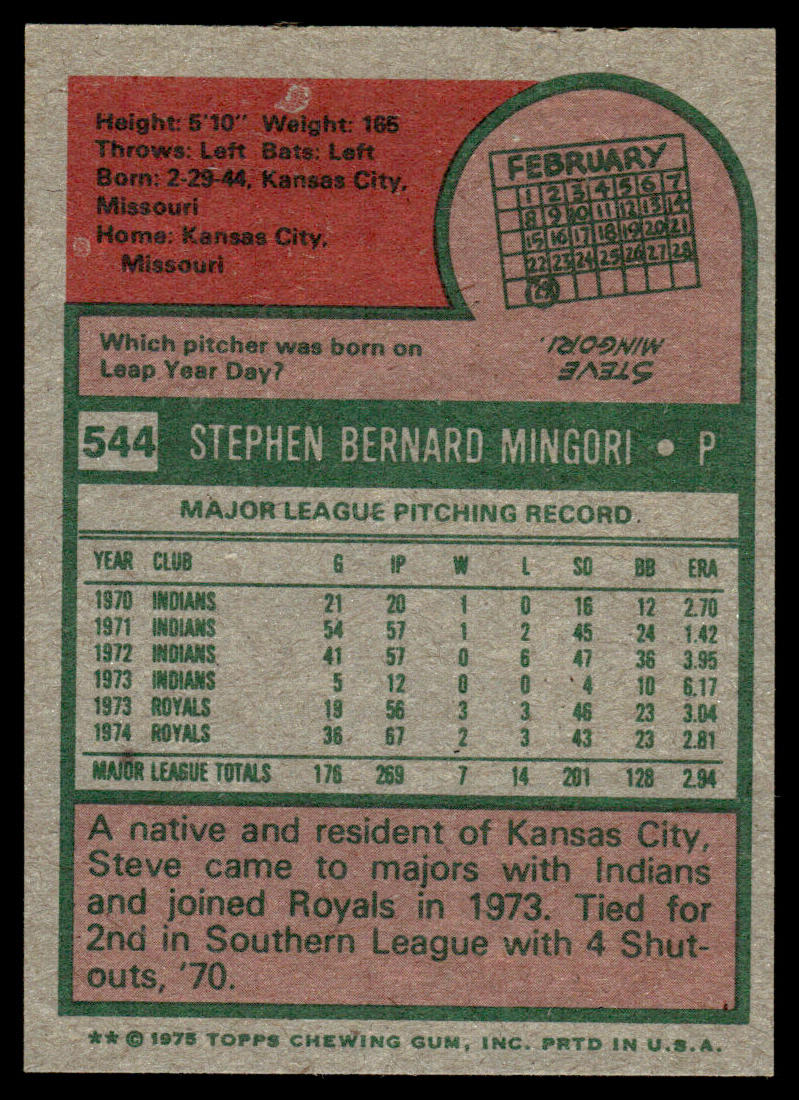 Height: 5'10" Weight: 165
Throws: Left Bats: Left
Born: 2-29-44, Kansas City,
Missouri
Home: Kansas City,
Missouri
FEBRUARY
1 2 3 4 5 6 7
8 9 10 11 12 13 14
15 16 17 18 19 20 21
22 23 24 25 26 27 28
29
Which pitcher was born on
Leap Year Day?
STEVE
MINGORI.
544 STEPHEN BERNARD MINGORI • P
MAJOR LEAGUE PITCHING RECORD
YEAR CLUB G IP W L SO BB ERA
1970 INDIANS 21 20 1 0 16 12 2.70
1971 INDIANS 54 57 1 2 45 24 1.42
1972 INDIANS 41 57 0 6 47 36 3.95
1973 INDIANS 5 12 0 0 4 10 6.17
1973 ROYALS 19 56 3 3 46 23 3.04
1974 ROYALS 36 67 2 3 43 23 2.81
MAJOR LEAGUE TOTALS 176 269 7 14 201 128 2.94
A native and resident of Kansas City,
Steve came to majors with Indians
and joined Royals in 1973. Tied for
2nd in Southern League with 4 Shut-
outs, '70.
** © 1975 TOPPS CHEWING GUM, INC. PRTD IN U.S.A.